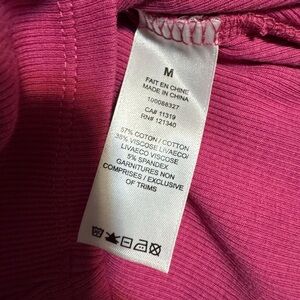 M
FAIT EN CHINE
MADE IN CHINA
100088327
CA# 11319
RN# 121340
57% COTON / COTTON
38% VISCOSE LIVAECO/
LIVAECO VISCOSE
5% SPANDEX
GARNITURES NON
COMPRISES / EXCLUSIVE
OF TRIMS